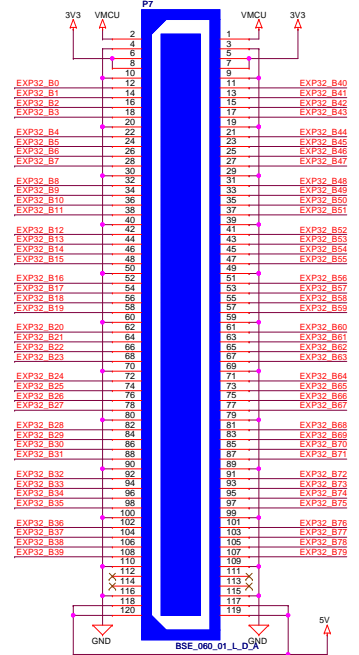 P7
3V3 VMCU VMCU 3V3
2 1
4 3
6 5
8 7
10 9
EXP32_B0 12 11 EXP32_B40
EXP32_B1 14 13 EXP32_B41
EXP32_B2 16 15 EXP32_B42
EXP32_B3 18 17 EXP32_B43
20 19
EXP32_B4 22 21 EXP32_B44
EXP32_B5 24 23 EXP32_B45
EXP32_B6 26 25 EXP32_B46
EXP32_B7 28 27 EXP32_B47
30 29
EXP32_B8 32 31 EXP32_B48
EXP32_B9 34 33 EXP32_B49
EXP32_B10 36 35 EXP32_B50
EXP32_B11 38 37 EXP32_B51
40 39
EXP32_B12 42 41 EXP32_B52
EXP32_B13 44 43 EXP32_B53
EXP32_B14 46 45 EXP32_B54
EXP32_B15 48 47 EXP32_B55
50 49
EXP32_B16 52 51 EXP32_B56
EXP32_B17 54 53 EXP32_B57
EXP32_B18 56 55 EXP32_B58
EXP32_B19 58 57 EXP32_B59
60 59
EXP32_B20 62 61 EXP32_B60
EXP32_B21 64 63 EXP32_B61
EXP32_B22 66 65 EXP32_B62
EXP32_B23 68 67 EXP32_B63
70 69
EXP32_B24 72 71 EXP32_B64
EXP32_B25 74 73 EXP32_B65
EXP32_B26 76 75 EXP32_B66
EXP32_B27 78 77 EXP32_B67
80 79
EXP32_B28 82 81 EXP32_B68
EXP32_B29 84 83 EXP32_B69
EXP32_B30 86 85 EXP32_B70
EXP32_B31 88 87 EXP32_B71
90 89
EXP32_B32 92 91 EXP32_B72
EXP32_B33 94 93 EXP32_B73
EXP32_B34 96 95 EXP32_B74
EXP32_B35 98 97 EXP32_B75
100 99
EXP32_B36 102 101 EXP32_B76
EXP32_B37 104 103 EXP32_B77
EXP32_B38 106 105 EXP32_B78
EXP32_B39 108 107 EXP32_B79
110 109
112 111
114 113
116 115
118 117
120 119
5V
GND GND
BSE_060_01_L_D_A